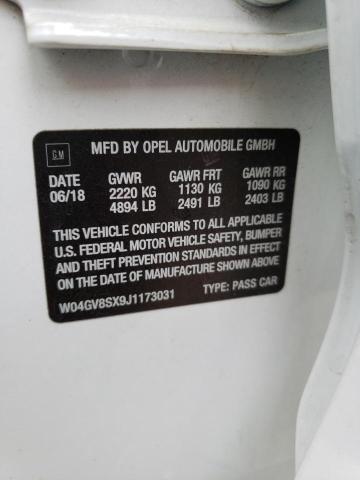 GM
MFD BY OPEL AUTOMOBILE GMBH
DATE GVWR GAWR FRT GAWR RR
06/18 2220 KG 1130 KG 1090 KG
4894 LB 2491 LB 2403 LB
THIS VEHICLE CONFORMS TO ALL APPLICABLE
U.S. FEDERAL MOTOR VEHICLE SAFETY, BUMPER
AND THEFT PREVENTION STANDARDS IN EFFECT
ON THE DATE OF MANUFACTURE SHOWN ABOVE.
W04GV8SX9J1173031 TYPE: PASS CAR